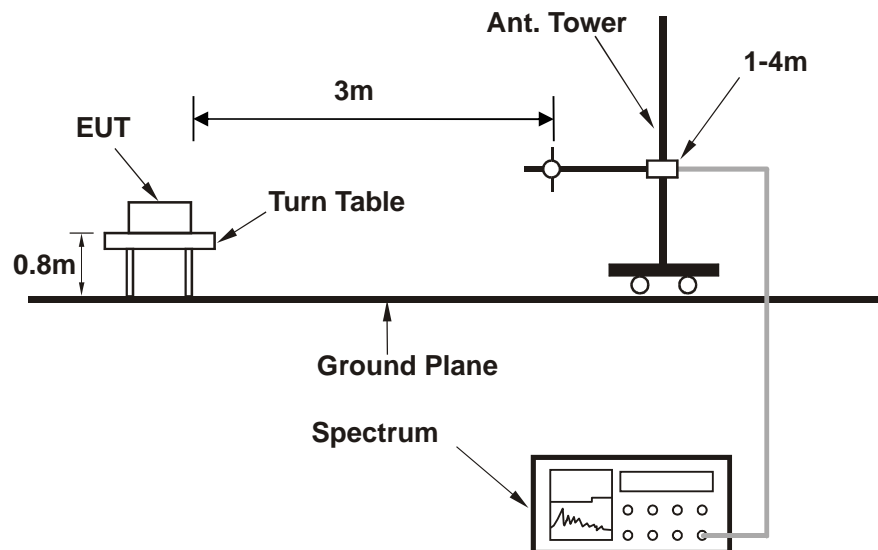 Ant. Tower
1-4m
3m
EUT
Turn Table
0.8m
Ground Plane
Spectrum